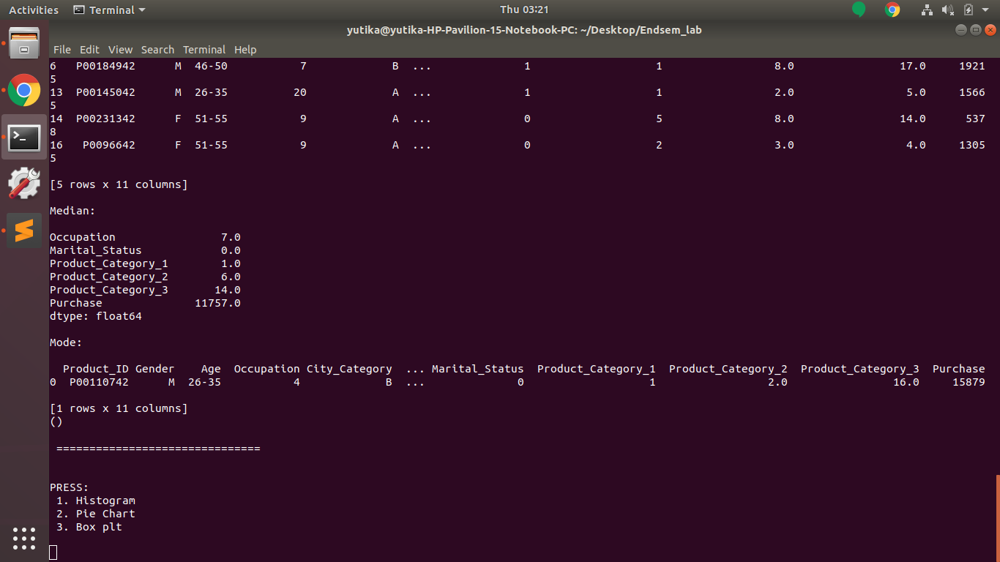 Activities Terminal Thu 03:21
yutika@yutika-HP-Pavilion-15-Notebook-PC: ~/Desktop/Endsem_lab
File Edit View Search Terminal Help
6 P00184942 M 46-50 7 B ... 1 1 8.0 17.0 1921
5
13 P00145042 M 26-35 20 A ... 1 1 2.0 5.0 1566
5
14 P00231342 F 51-55 9 A ... 0 5 8.0 14.0 537
8
16 P0096642 F 51-55 9 A ... 0 2 3.0 4.0 1305
5
[5 rows x 11 columns]
Median:
Occupation 7.0
Marital_Status 0.0
Product_Category_1 1.0
Product_Category_2 6.0
Product_Category_3 14.0
Purchase 11757.0
dtype: float64
Mode:
Product_ID Gender Age Occupation City_Category ... Marital_Status Product_Category_1 Product_Category_2 Product_Category_3 Purchase
0 P00110742 M 26-35 4 B ... 0 1 2.0 16.0 15879
[1 rows x 11 columns]
()
===============================
PRESS:
1. Histogram
2. Pie Chart
3. Box plt